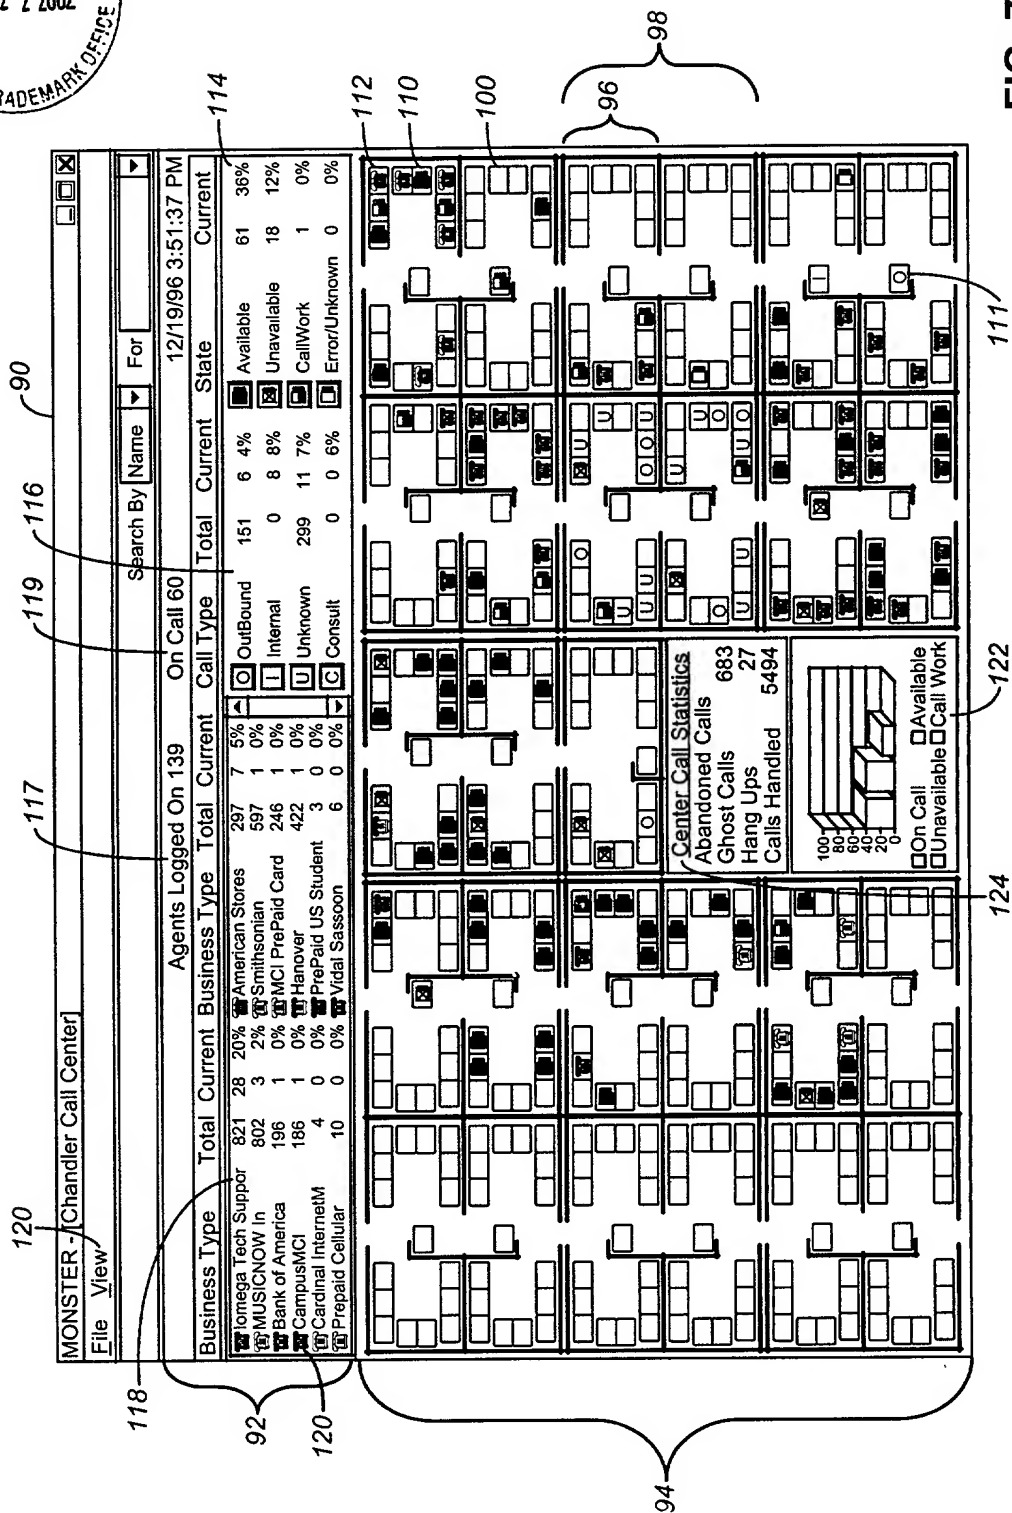 2 2 2002
TRADEMARK OFFICE
FIG. 7
90
MONSTER - [Chandler Call Center]
120
File View
Search By Name For
117
119
116
114
Agents Logged On 139 On Call 60 12/19/96 3:51:37 PM
Business Type Total Current Business Type Total Current Call Type Total Current State Current
Iomega Tech Suppor 821 28 20% American Stores 297 7 5% O OutBound 151 6 4% Available 61 36%
MUSICNOW In 802 3 2% Smithsonian 597 1 0% I Internal 0 8 8% Unavailable 18 12%
Bank of America 196 1 0% MCI PrePaid Card 246 1 0% U Unknown 299 11 7% CallWork 1 0%
CampusMCI 186 1 0% Hanover 422 1 0% C Consult 0 0 6% Error/Unknown 0 0%
Cardinal InternetM 4 0 0% PrePaid US Student 3 0 0%
Prepaid Cellular 10 0 0% Vidal Sassoon 6 0 0%
118
92
120
112
110
100
U U
O O U
U
U O
U O
O
U
U U
O
U U
I
O
O
96
98
94
111
Center Call Statistics
Abandoned Calls 683
Ghost Calls 27
Hang Ups 5494
Calls Handled
100
80
60
40
20
0
On Call Available
Unavailable Call Work
124
122